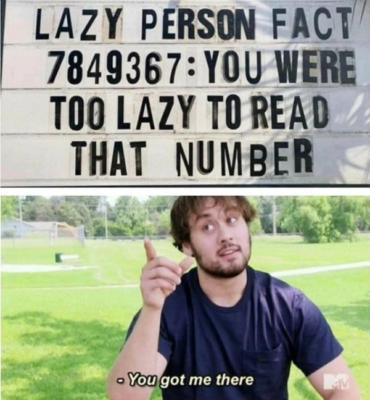 LAZY PERSON FACT
7849367: YOU WERE
TOO LAZY TO READ
THAT NUMBER
- You got me there
MTV